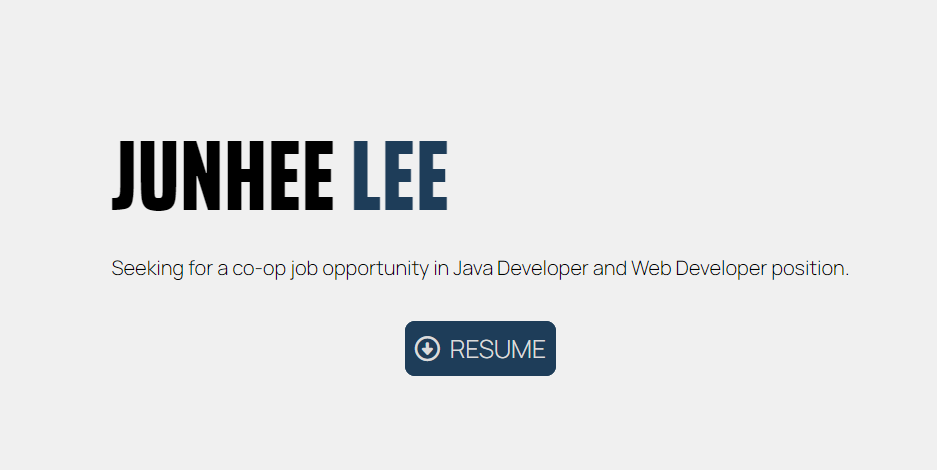 JUNHEE LEE
Seeking for a co-op job opportunity in Java Developer and Web Developer position.
RESUME